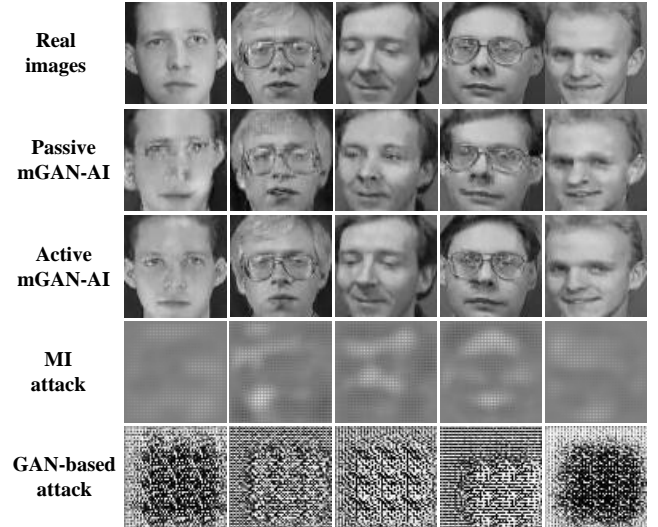 Real
images
Passive
mGAN-AI
Active
mGAN-AI
MI
attack
GAN-based
attack